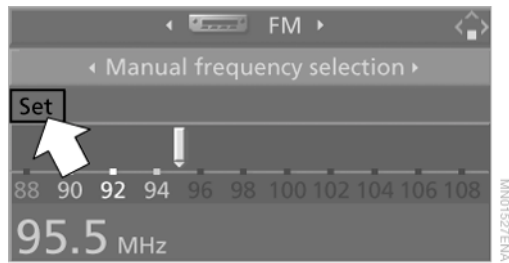 FM
Manual frequency selection
Set
88 90 92 94 96 98 100 102 104 106 108
95.5 MHz
MN01527ENA